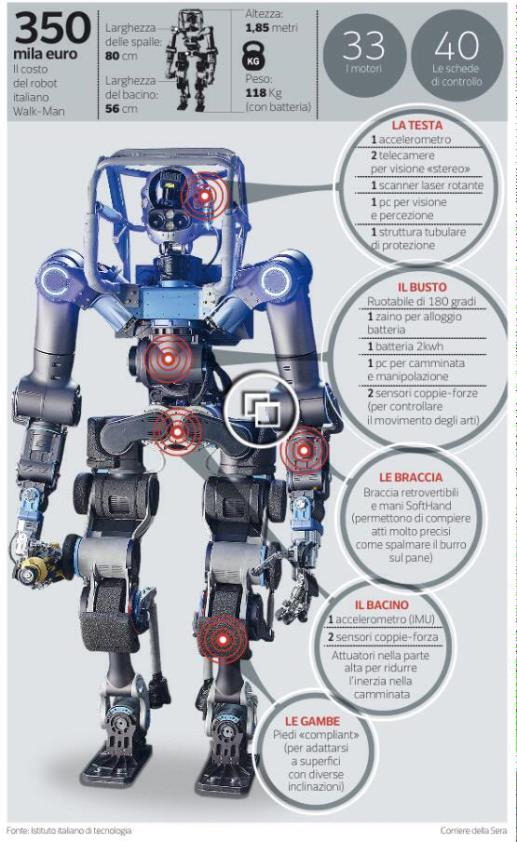 350
mila euro
Il costo
del robot
italiano
Walk-Man
Larghezza
delle spalle:
80 cm
Larghezza
del bacino:
56 cm
Altezza:
1,85 metri
KG
Peso:
118 Kg
(con batteria)
33
I motori
40
Le schede
di controllo
LA TESTA
1 accelerometro
2 telecamere
per visione «stereo»
1 scanner laser rotante
1 pc per visione
e percezione
1 struttura tubulare
di protezione
IL BUSTO
Ruotabile di 180 gradi
1 zaino per alloggio
batteria
1 batteria 2kwh
1 pc per camminata
e manipolazione
2 sensori coppie-forze
(per controllare
il movimento degli arti)
LE BRACCIA
Braccia retrovertibili
e mani SoftHand
(permettono di compiere
atti molto precisi
come spalmare il burro
sul pane)
IL BACINO
1 accelerometro (IMU)
2 sensori coppie-forza
Attuatori nella parte
alta per ridurre
l'inerzia nella
camminata
LE GAMBE
Piedi «compliant»
(per adattarsi
a superfici
con diverse
inclinazioni)
Fonte: Istituto italiano di tecnologia
Corriere della Sera